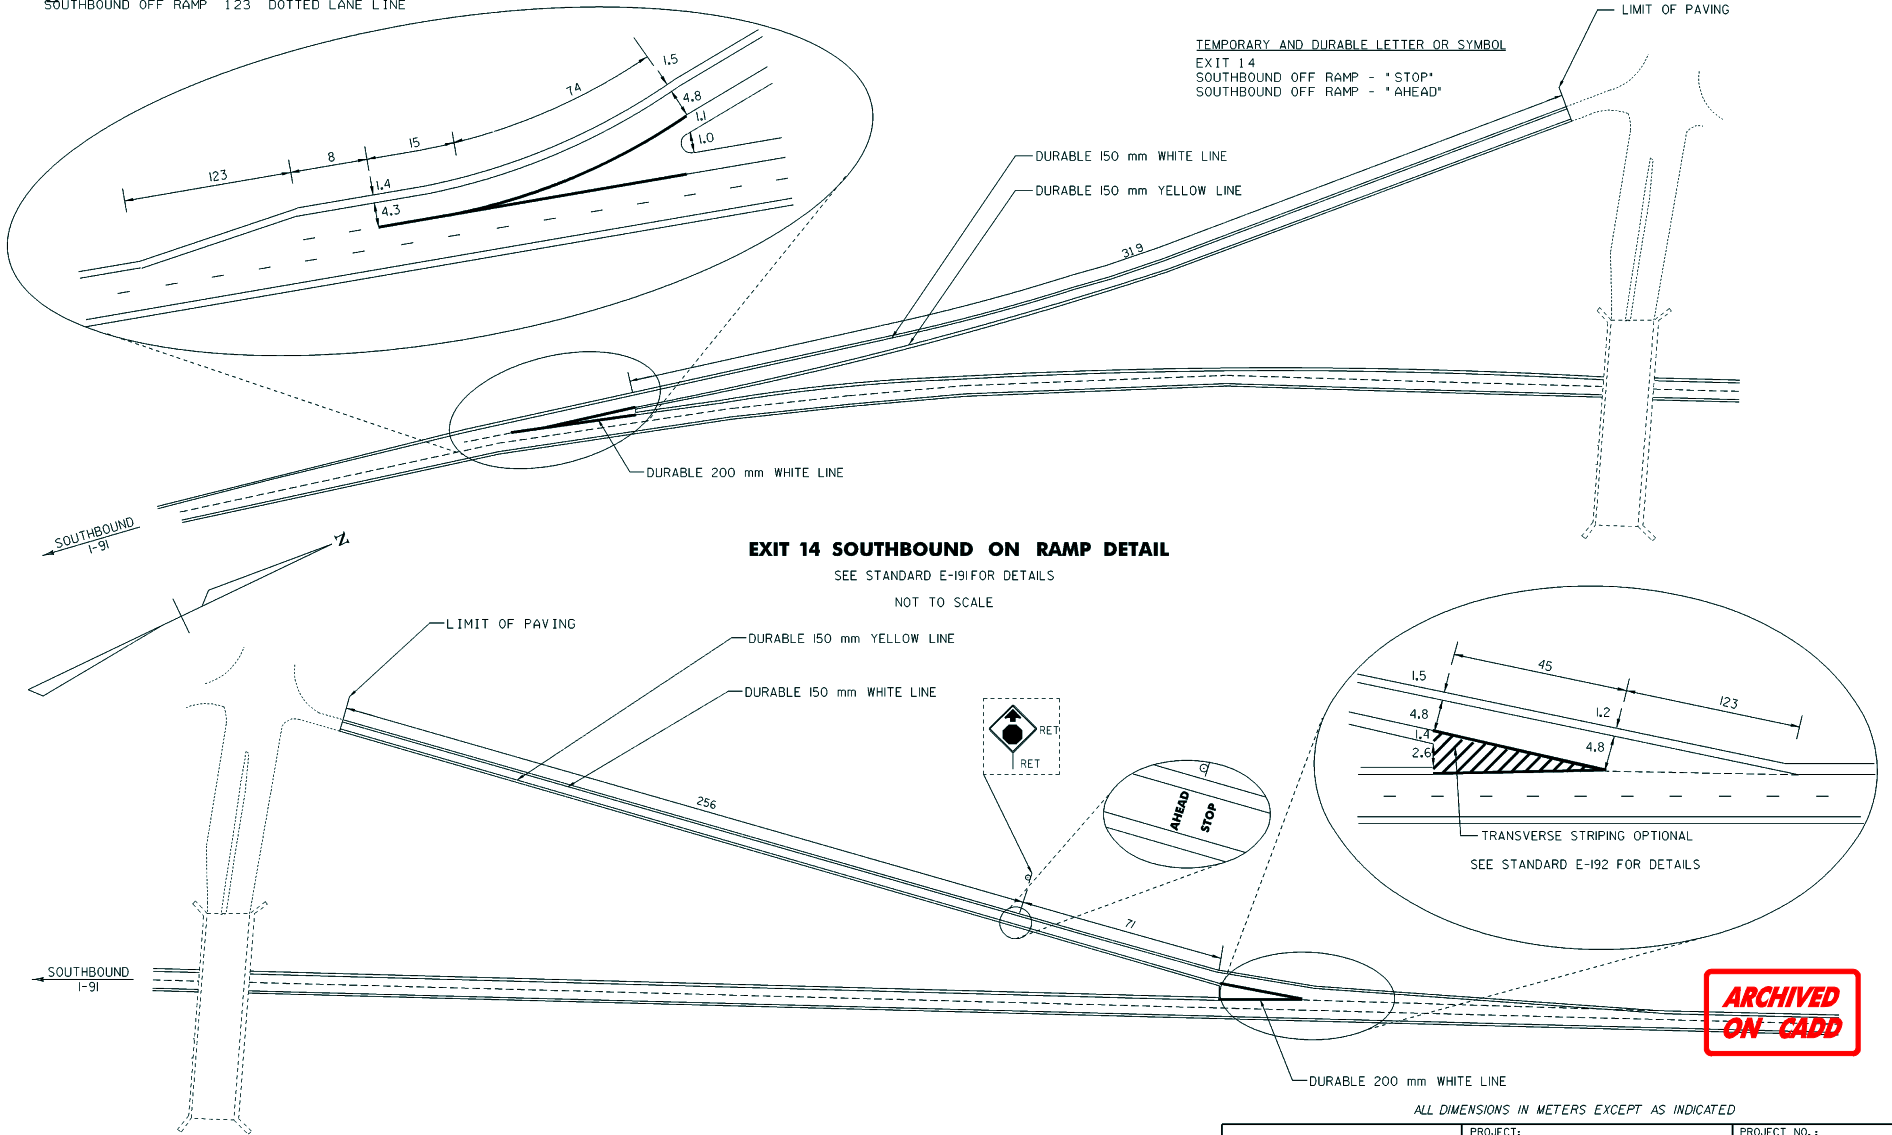 SOUTHBOUND OFF RAMP 123 DOTTED LANE LINE
LIMIT OF PAVING
TEMPORARY AND DURABLE LETTER OR SYMBOL
EXIT 14
SOUTHBOUND OFF RAMP - "STOP"
SOUTHBOUND OFF RAMP - "AHEAD"
1.5
74
4.8
1.1
1.0
15
8
123
1.4
4.3
DURABLE 150 mm WHITE LINE
DURABLE 150 mm YELLOW LINE
319
DURABLE 200 mm WHITE LINE
SOUTHBOUND
I-91
N
EXIT 14 SOUTHBOUND ON RAMP DETAIL
SEE STANDARD E-191 FOR DETAILS
NOT TO SCALE
LIMIT OF PAVING
DURABLE 150 mm YELLOW LINE
DURABLE 150 mm WHITE LINE
RET
RET
256
AHEAD
STOP
71
45
1.5
123
4.8
1.2
1.4
2.6
4.8
TRANSVERSE STRIPING OPTIONAL
SEE STANDARD E-192 FOR DETAILS
SOUTHBOUND
I-91
ARCHIVED
ON CADD
DURABLE 200 mm WHITE LINE
ALL DIMENSIONS IN METERS EXCEPT AS INDICATED
PROJECT:
PROJECT NO.: